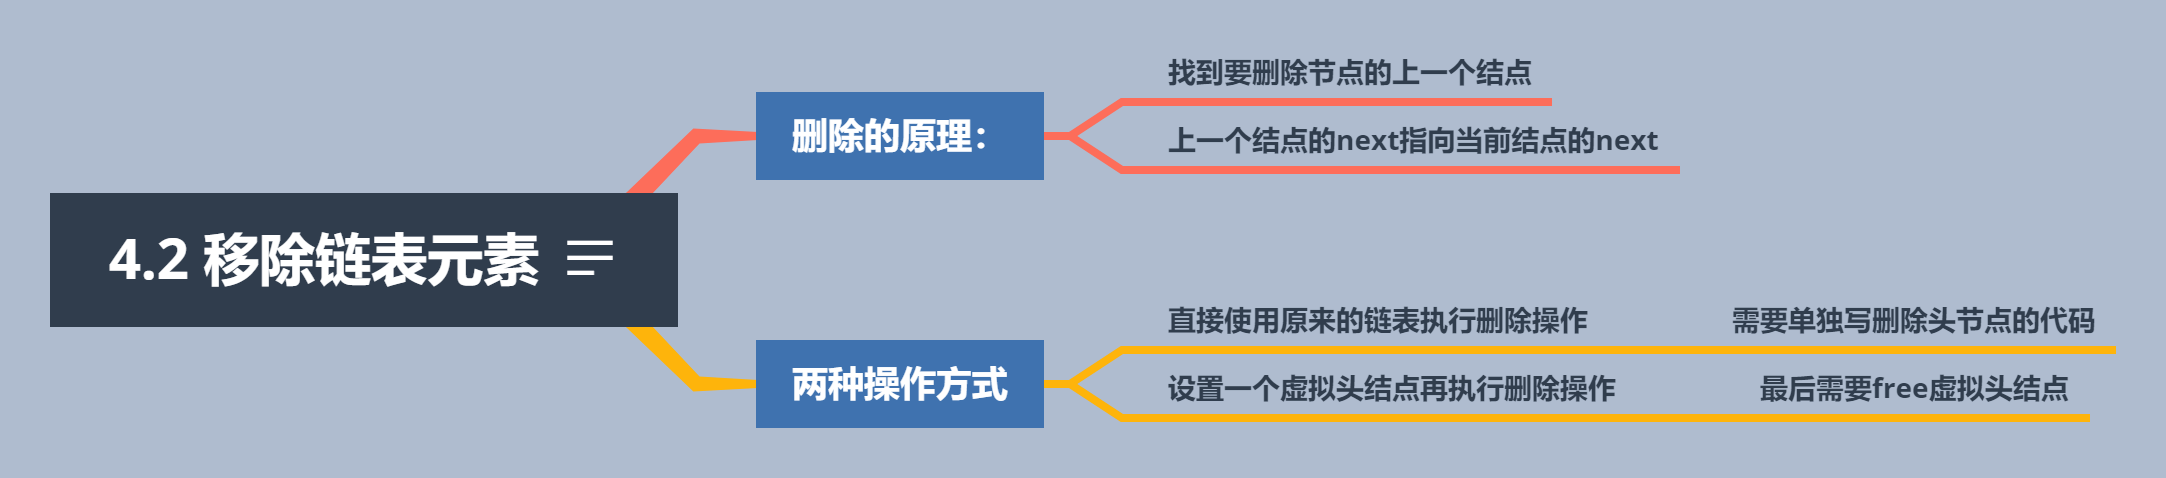 4.2 移除链表元素
删除的原理：
找到要删除节点的上一个结点
上一个结点的next指向当前结点的next
两种操作方式
直接使用原来的链表执行删除操作
需要单独写删除头节点的代码
设置一个虚拟头结点再执行删除操作
最后需要free虚拟头结点